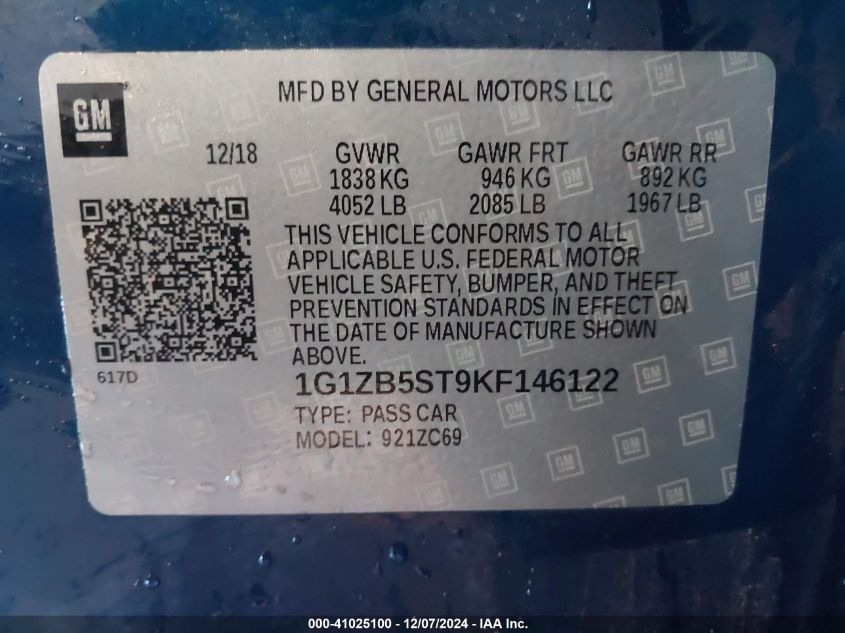 GM
MFD BY GENERAL MOTORS LLC
12/18 GVWR GAWR FRT GAWR RR
1838 KG 946 KG 892 KG
4052 LB 2085 LB 1967 LB
THIS VEHICLE CONFORMS TO ALL
APPLICABLE U.S. FEDERAL MOTOR
VEHICLE SAFETY, BUMPER, AND THEFT
PREVENTION STANDARDS IN EFFECT ON
THE DATE OF MANUFACTURE SHOWN
ABOVE.
617D
1G1ZB5ST9KF146122
TYPE: PASS CAR
MODEL: 921ZC69
000-41025100 - 12/07/2024 - IAA Inc.